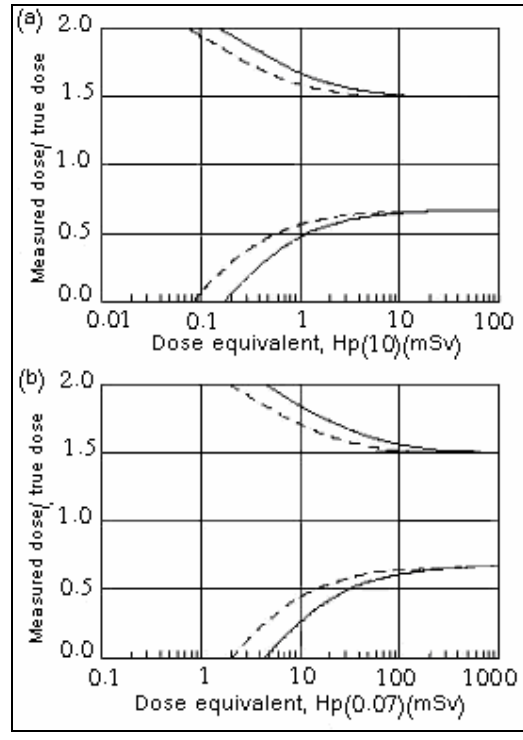 (a)
Measured dose/ true dose
2.0
1.5
1.0
0.5
0.0
0.01 0.1 1 10 100
Dose equivalent, Hp(10)(mSv)
(b)
Measured dose/ true dose
2.0
1.5
1.0
0.5
0.0
0.1 1 10 100 1000
Dose equivalent, Hp(0.07)(mSv)